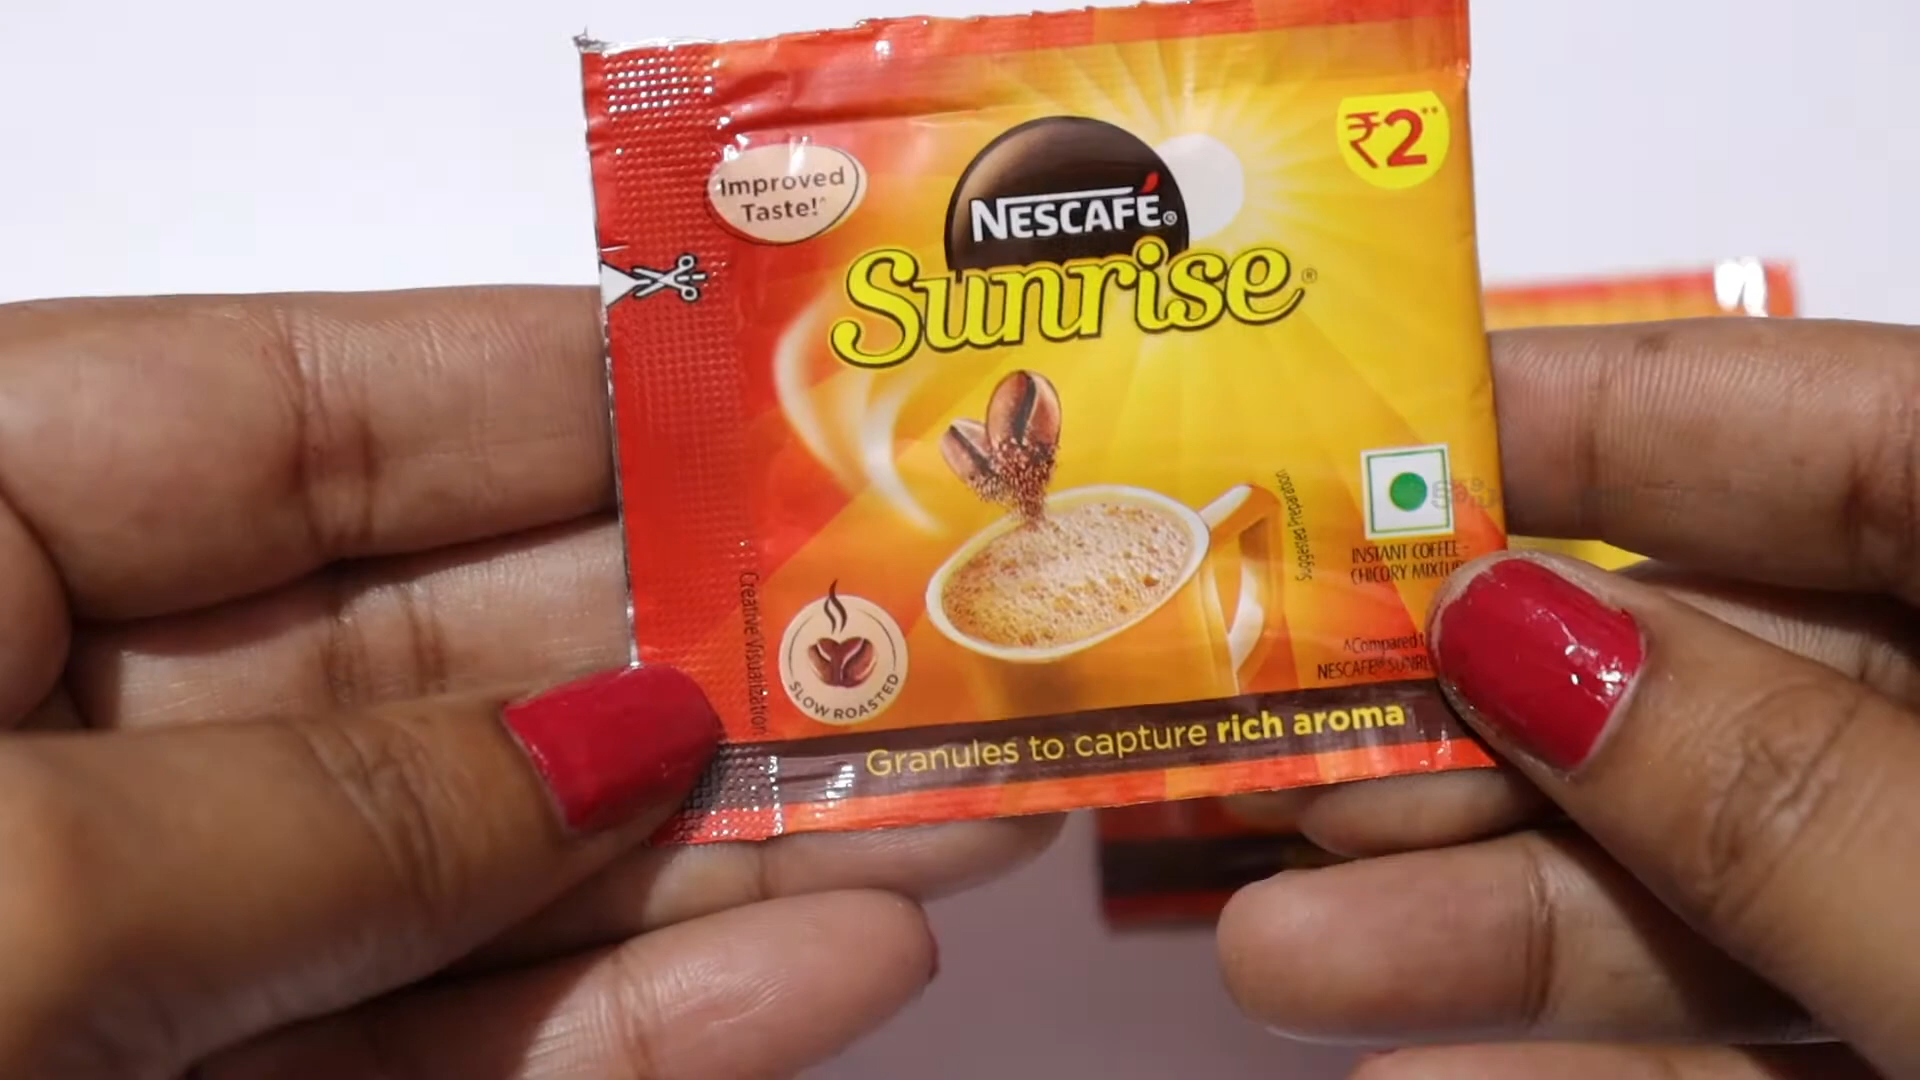 Improved
Taste!^
₹2**
NESCAFÉ®
Sunrise®
Suggested Preparation
INSTANT COFFEE -
CHICORY
^Compared
NESCAFÉ®
Creative Visualization
SLOW ROASTED
Granules to capture rich aroma